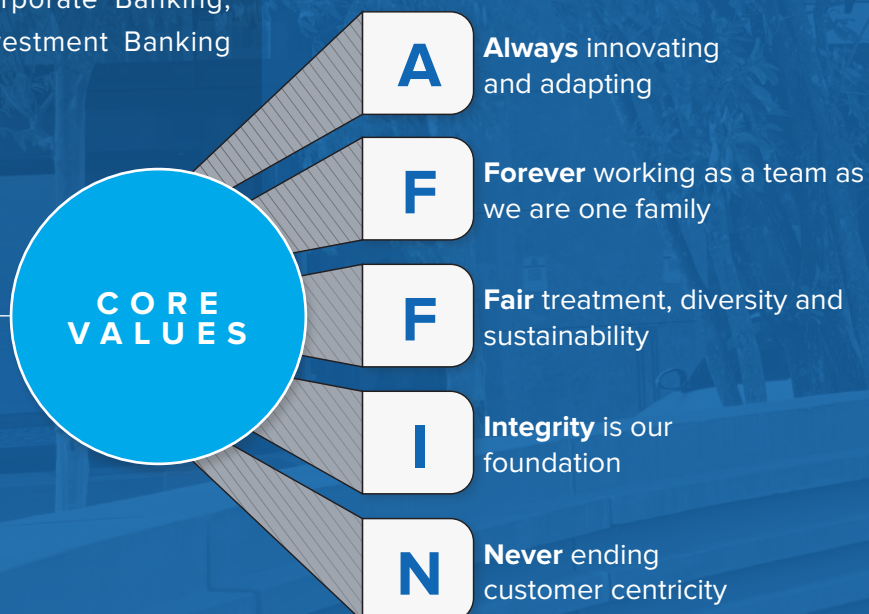 Banking,
Banking
CORE
VALUES
A
Always innovating
and adapting
F
Forever working as a team as
we are one family
F
Fair treatment, diversity and
sustainability
I
Integrity is our
foundation
N
Never ending
customer centricity